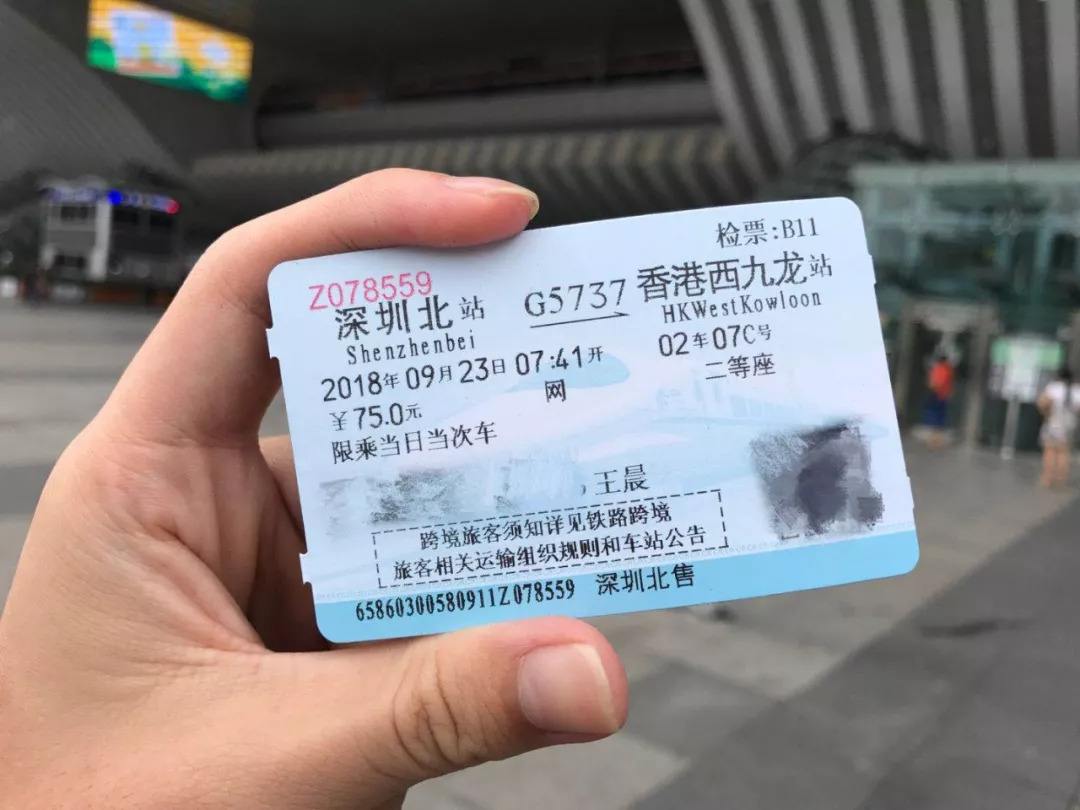 检票:B11
Z078559
深圳北站 G5737 香港西九龙站
Shenzhenbei HKWestKowloon
2018年09月23日07:41开 02车07C号
¥75.0元 网 二等座
限乘当日当次车
王晨
跨境旅客须知详见铁路跨境
旅客相关运输组织规则和车站公告
65860300580911Z078559 深圳北售